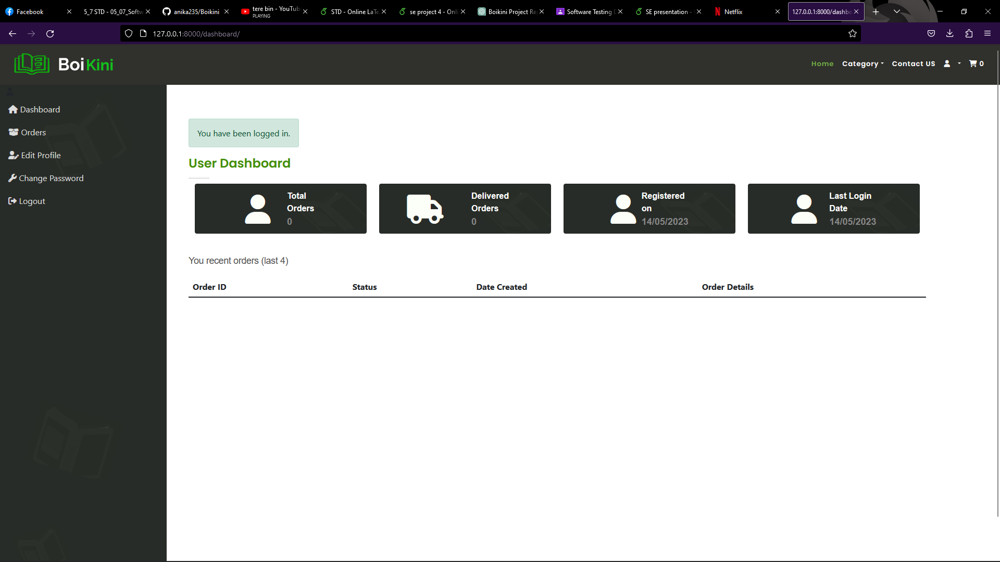 Facebook
5_7 STD - 05_07_Softw
anika235/Boikini
tere bin - YouTub
PLAYING
STD - Online LaTe
se project 4 - Onli
Boikini Project Re
Software Testing D
SE presentation -
Netflix
127.0.0.1:8000/dashbo
127.0.0.1:8000/dashboard/
BoiKini
Home
Category
Contact US
0
Dashboard
Orders
Edit Profile
Change Password
Logout
You have been logged in.
User Dashboard
Total
Orders
0
Delivered
Orders
0
Registered
on
14/05/2023
Last Login
Date
14/05/2023
You recent orders (last 4)
Order ID Status Date Created Order Details